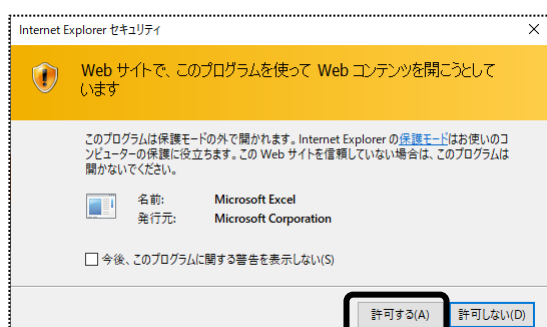 Internet Explorer セキュリティ
Web サイトで、このプログラムを使って Web コンテンツを開こうとして
います
このプログラムは保護モードの外で開かれます。Internet Explorer の保護モードはお使いのコ
ンピューターの保護に役立ちます。この Web サイトを信頼していない場合は、このプログラムは
開かないでください。
名前: Microsoft Excel
発行元: Microsoft Corporation
今後、このプログラムに関する警告を表示しない(S)
許可する(A) 許可しない(D)